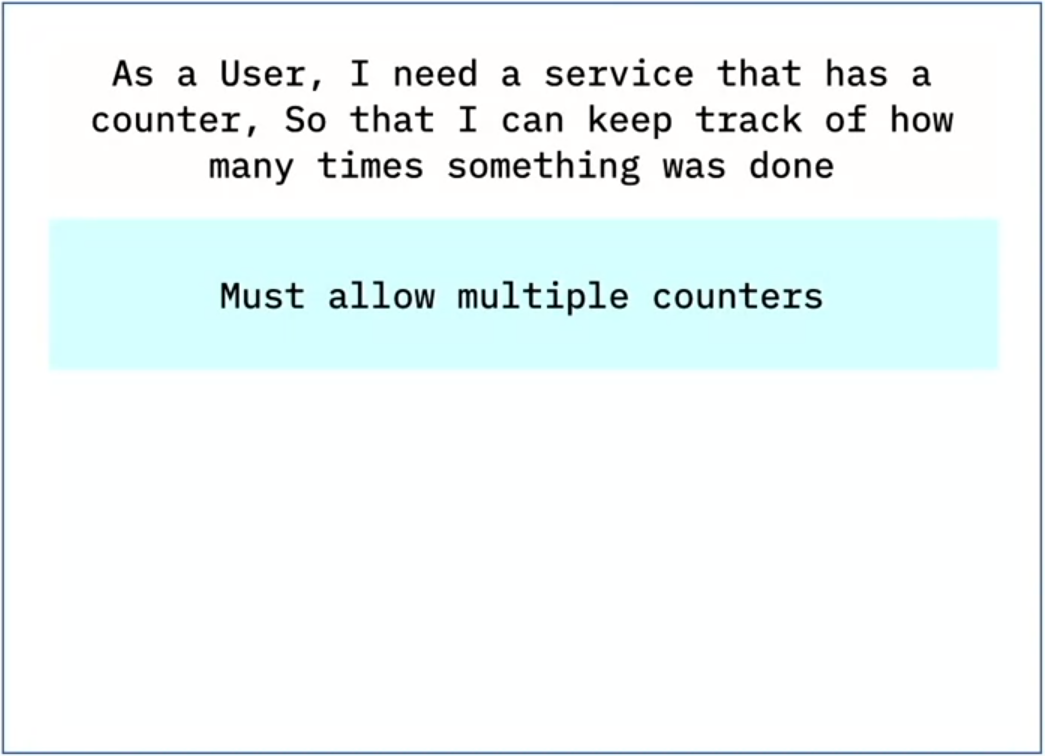 As a User, I need a service that has a
counter, So that I can keep track of how
many times something was done
Must allow multiple counters